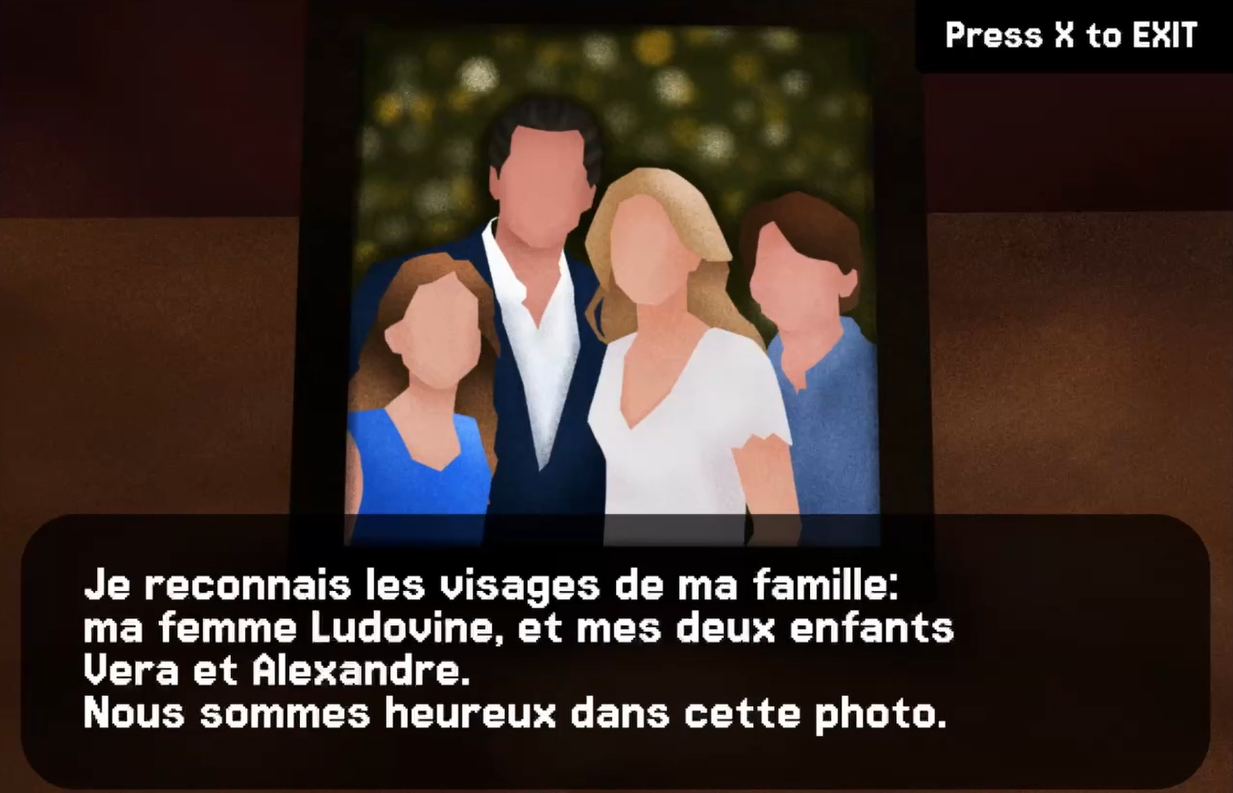 Press X to EXIT
Je reconnais les visages de ma famille:
ma femme Ludovine, et mes deux enfants
Vera et Alexandre.
Nous sommes heureux dans cette photo.